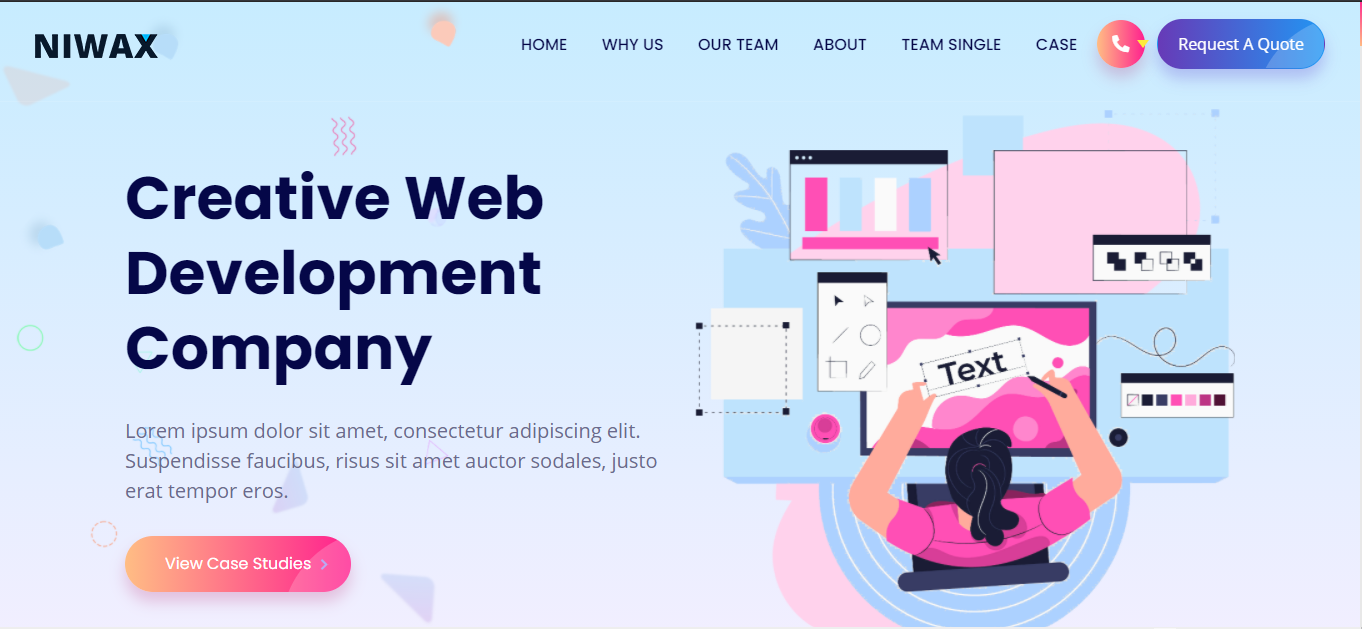 NIWAX
HOME WHY US OUR TEAM ABOUT TEAM SINGLE CASE Request A Quote
Creative Web
Development
Company
Lorem ipsum dolor sit amet, consectetur adipiscing elit.
Suspendisse faucibus, risus sit amet auctor sodales, justo
erat tempor eros.
View Case Studies
Text